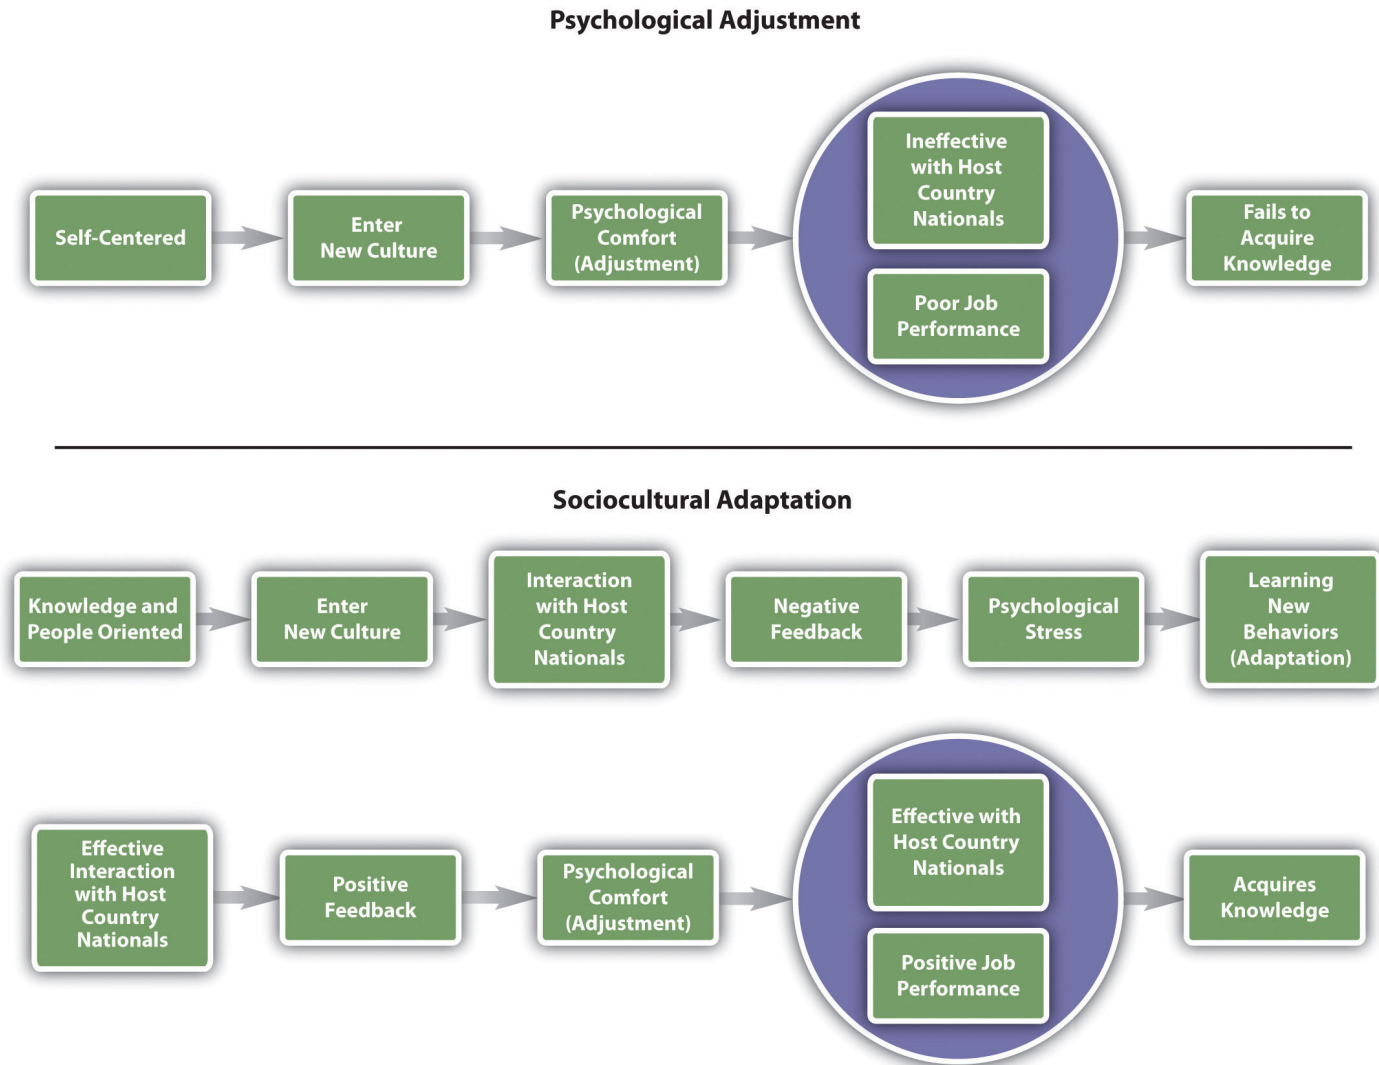 Psychological Adjustment
Self-Centered
Enter
New Culture
Psychological
Comfort
(Adjustment)
Ineffective
with Host
Country
Nationals
Poor Job
Performance
Fails to
Acquire
Knowledge
Sociocultural Adaptation
Knowledge and
People Oriented
Enter
New Culture
Interaction
with Host
Country
Nationals
Negative
Feedback
Psychological
Stress
Learning
New
Behaviors
(Adaptation)
Effective
Interaction
with Host
Country
Nationals
Positive
Feedback
Psychological
Comfort
(Adjustment)
Effective with
Host Country
Nationals
Positive Job
Performance
Acquires
Knowledge